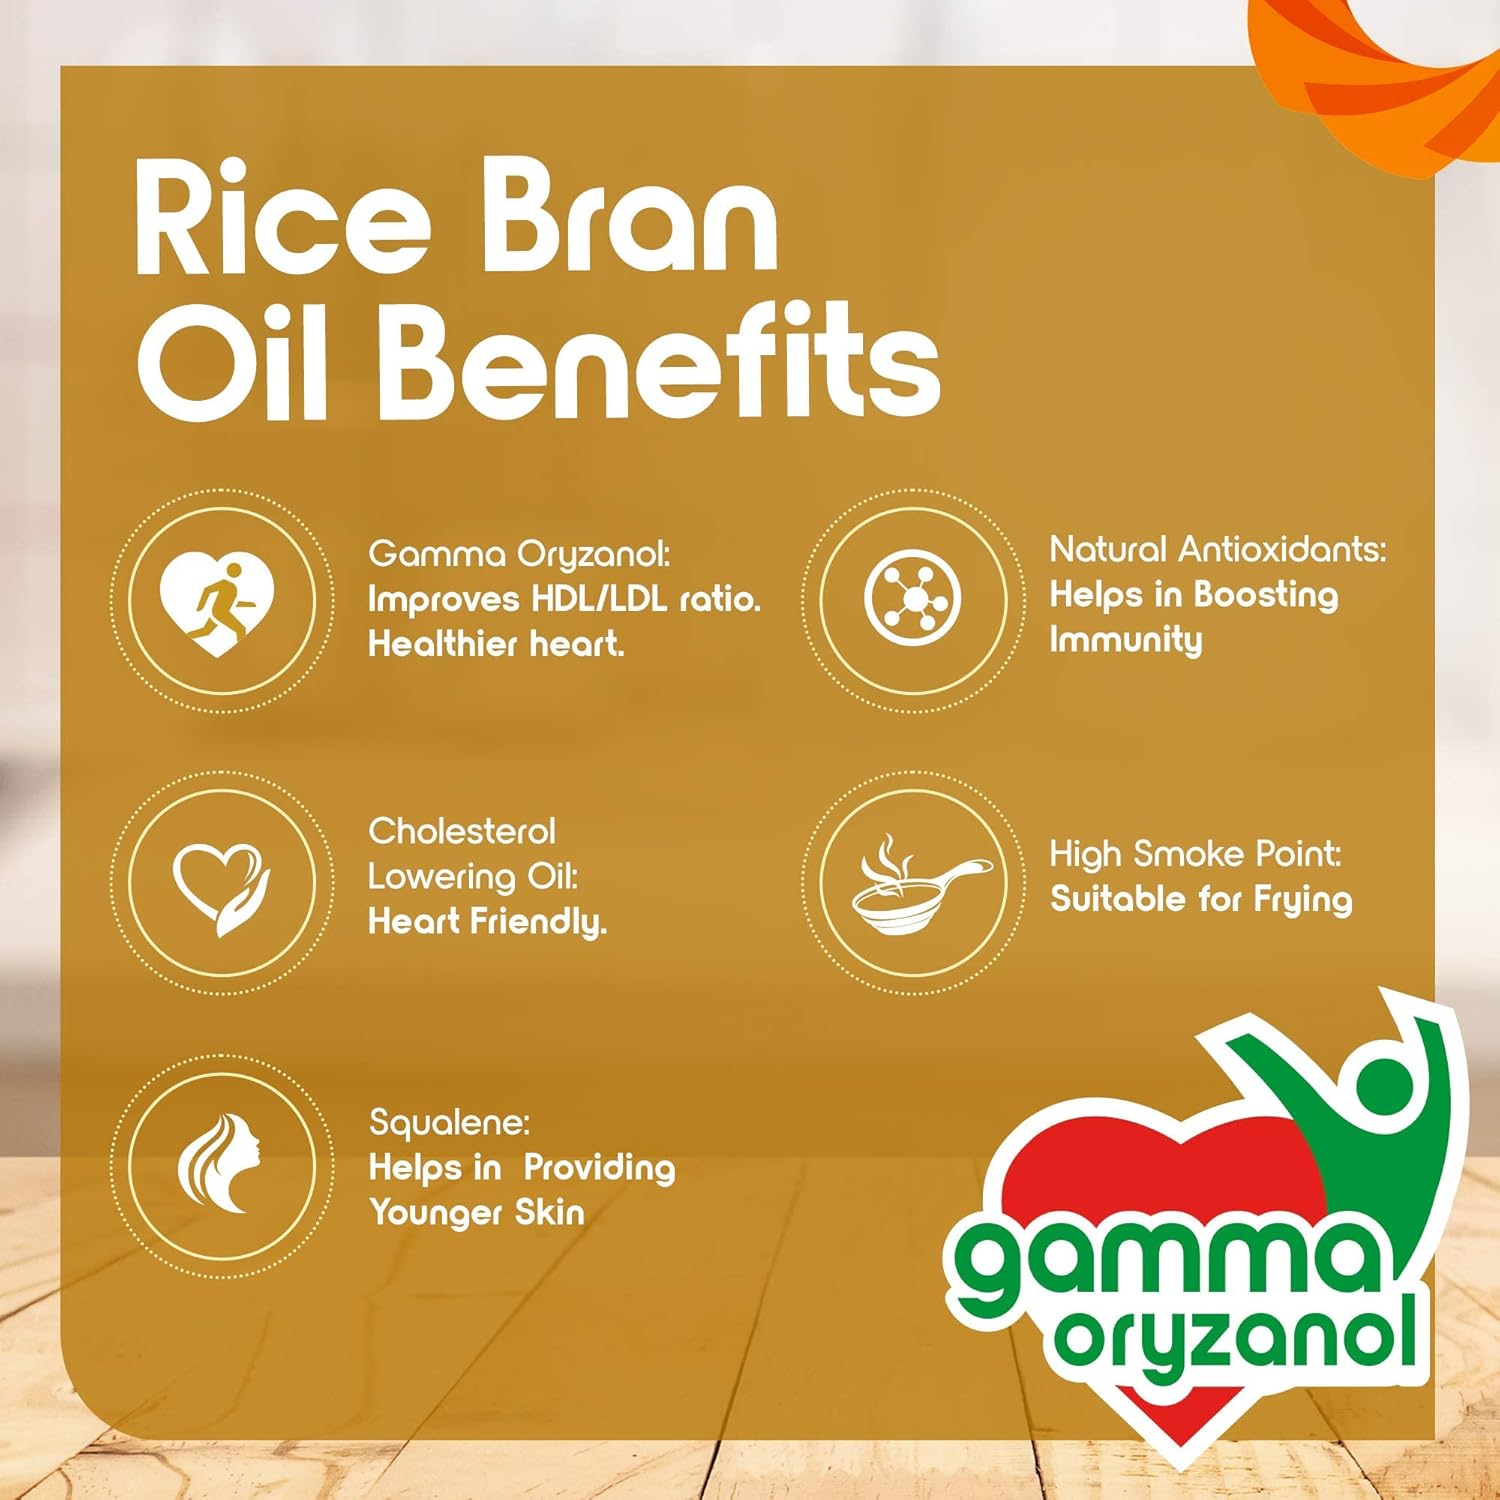 Rice Bran
Oil Benefits
Gamma Oryzanol:
Improves HDL/LDL ratio.
Healthier heart.
Natural Antioxidants:
Helps in Boosting
Immunity
Cholesterol
Lowering Oil:
Heart Friendly.
High Smoke Point:
Suitable for Frying
Squalene:
Helps in Providing
Younger Skin
gamma
oryzanol